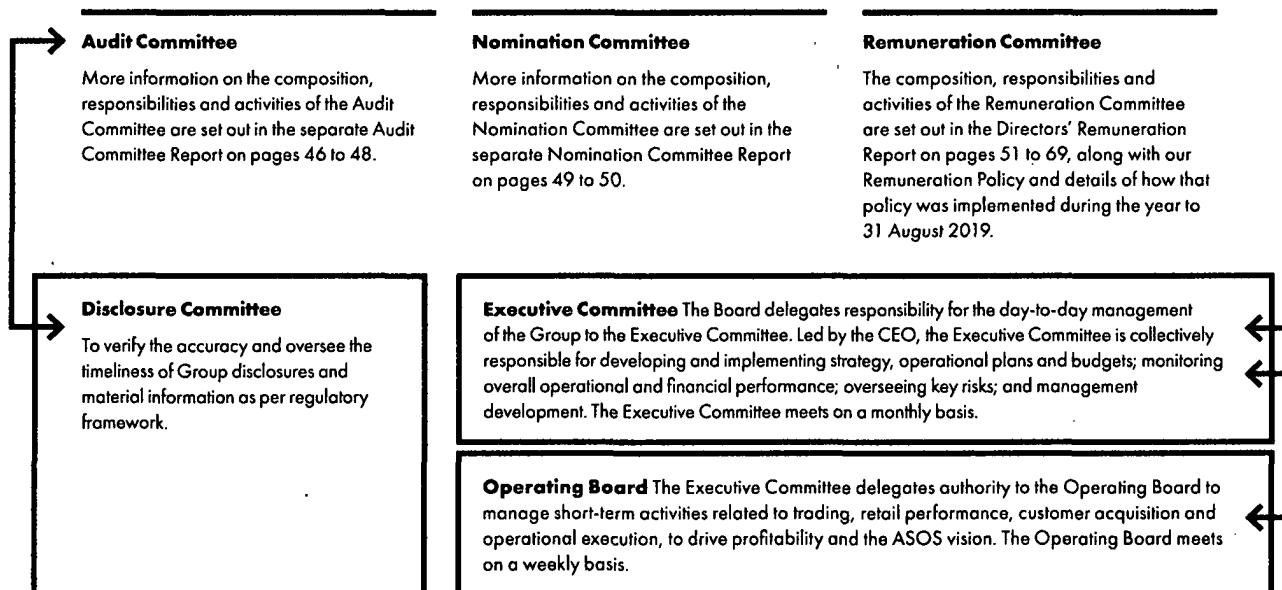 Audit Committee
More information on the composition,
responsibilities and activities of the Audit
Committee are set out in the separate Audit
Committee Report on pages 46 to 48.
Nomination Committee
More information on the composition,
responsibilities and activities of the
Nomination Committee are set out in the
separate Nomination Committee Report
on pages 49 to 50.
Remuneration Committee
The composition, responsibilities and
activities of the Remuneration Committee
are set out in the Directors' Remuneration
Report on pages 51 to 69, along with our
Remuneration Policy and details of how that
policy was implemented during the year to
31 August 2019.
Disclosure Committee
To verify the accuracy and oversee the
timeliness of Group disclosures and
material information as per regulatory
framework.
Executive Committee The Board delegates responsibility for the day-to-day management
of the Group to the Executive Committee. Led by the CEO, the Executive Committee is collectively
responsible for developing and implementing strategy, operational plans and budgets; monitoring
overall operational and financial performance; overseeing key risks; and management
development. The Executive Committee meets on a monthly basis.
Operating Board The Executive Committee delegates authority to the Operating Board to
manage short-term activities related to trading, retail performance, customer acquisition and
operational execution, to drive profitability and the ASOS vision. The Operating Board meets
on a weekly basis.